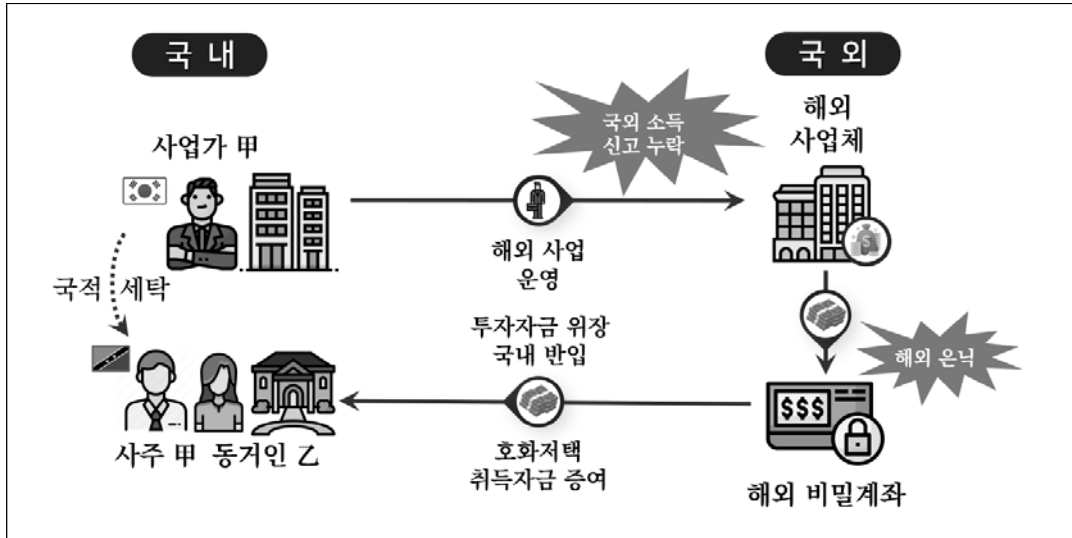 국 내
국 외
사업가 甲
국외 소득
신고 누락
해외
사업체
해외 사업
운영
국적 세탁
투자자금 위장
국내 반입
해외 은닉
$$$
사주 甲 동거인 乙
호화저택
취득자금 증여
해외 비밀계좌